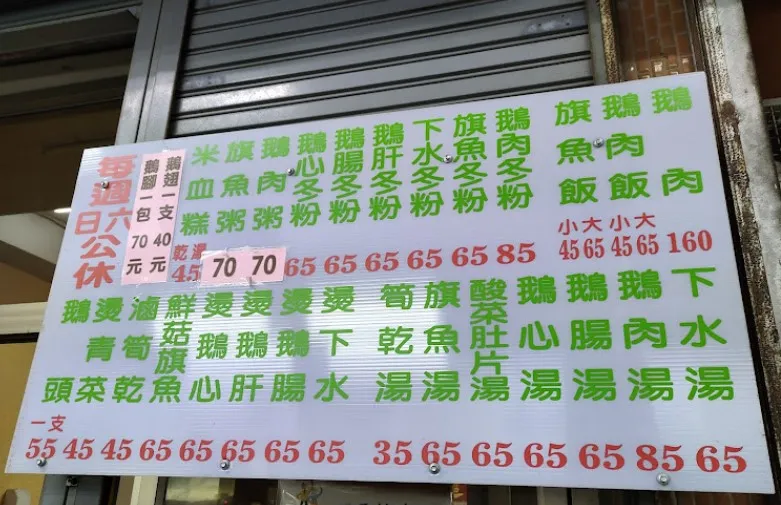 鵝肉
160
鵝肉飯
小大
45 65
旗魚飯
小大
45 65
鵝肉冬粉
85
旗魚冬粉
65
下水冬粉
65
鵝肝冬粉
65
鵝腸冬粉
65
鵝心冬粉
65
鵝肉粥
70
旗魚粥
70
米血糕
乾湯
45
鵝翅一支40元
鵝腳一包70元
每週六
日公休
下水湯
65
鵝肉湯
85
鵝腸湯
65
鵝心湯
65
酸菜肚片湯
65
旗魚湯
65
筍乾湯
35
燙下水
65
燙鵝腸
65
燙鵝肝
65
燙鵝心
65
鮮菇旗魚
65
滷筍乾
45
燙青菜
45
鵝頭
一支
55